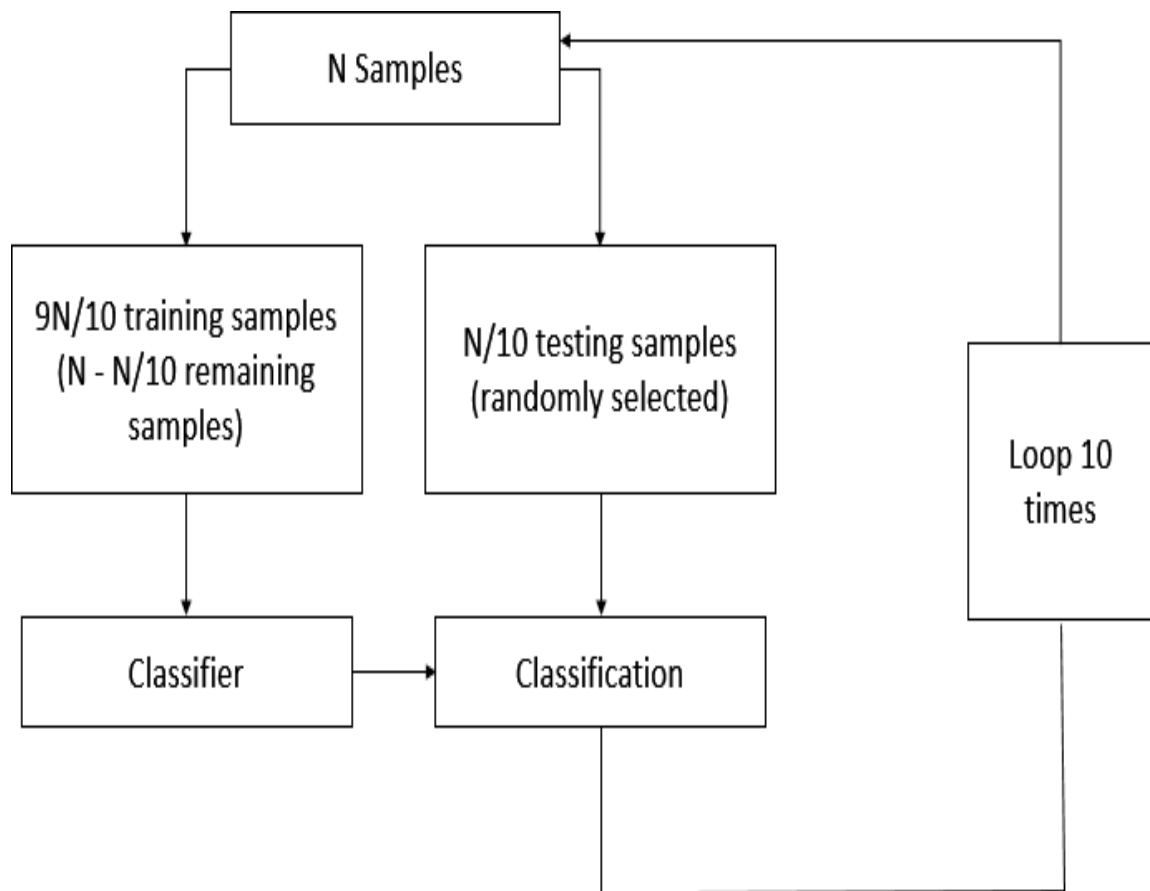 N Samples
9N/10 training samples
(N - N/10 remaining
samples)
N/10 testing samples
(randomly selected)
Loop 10
times
Classifier
Classification